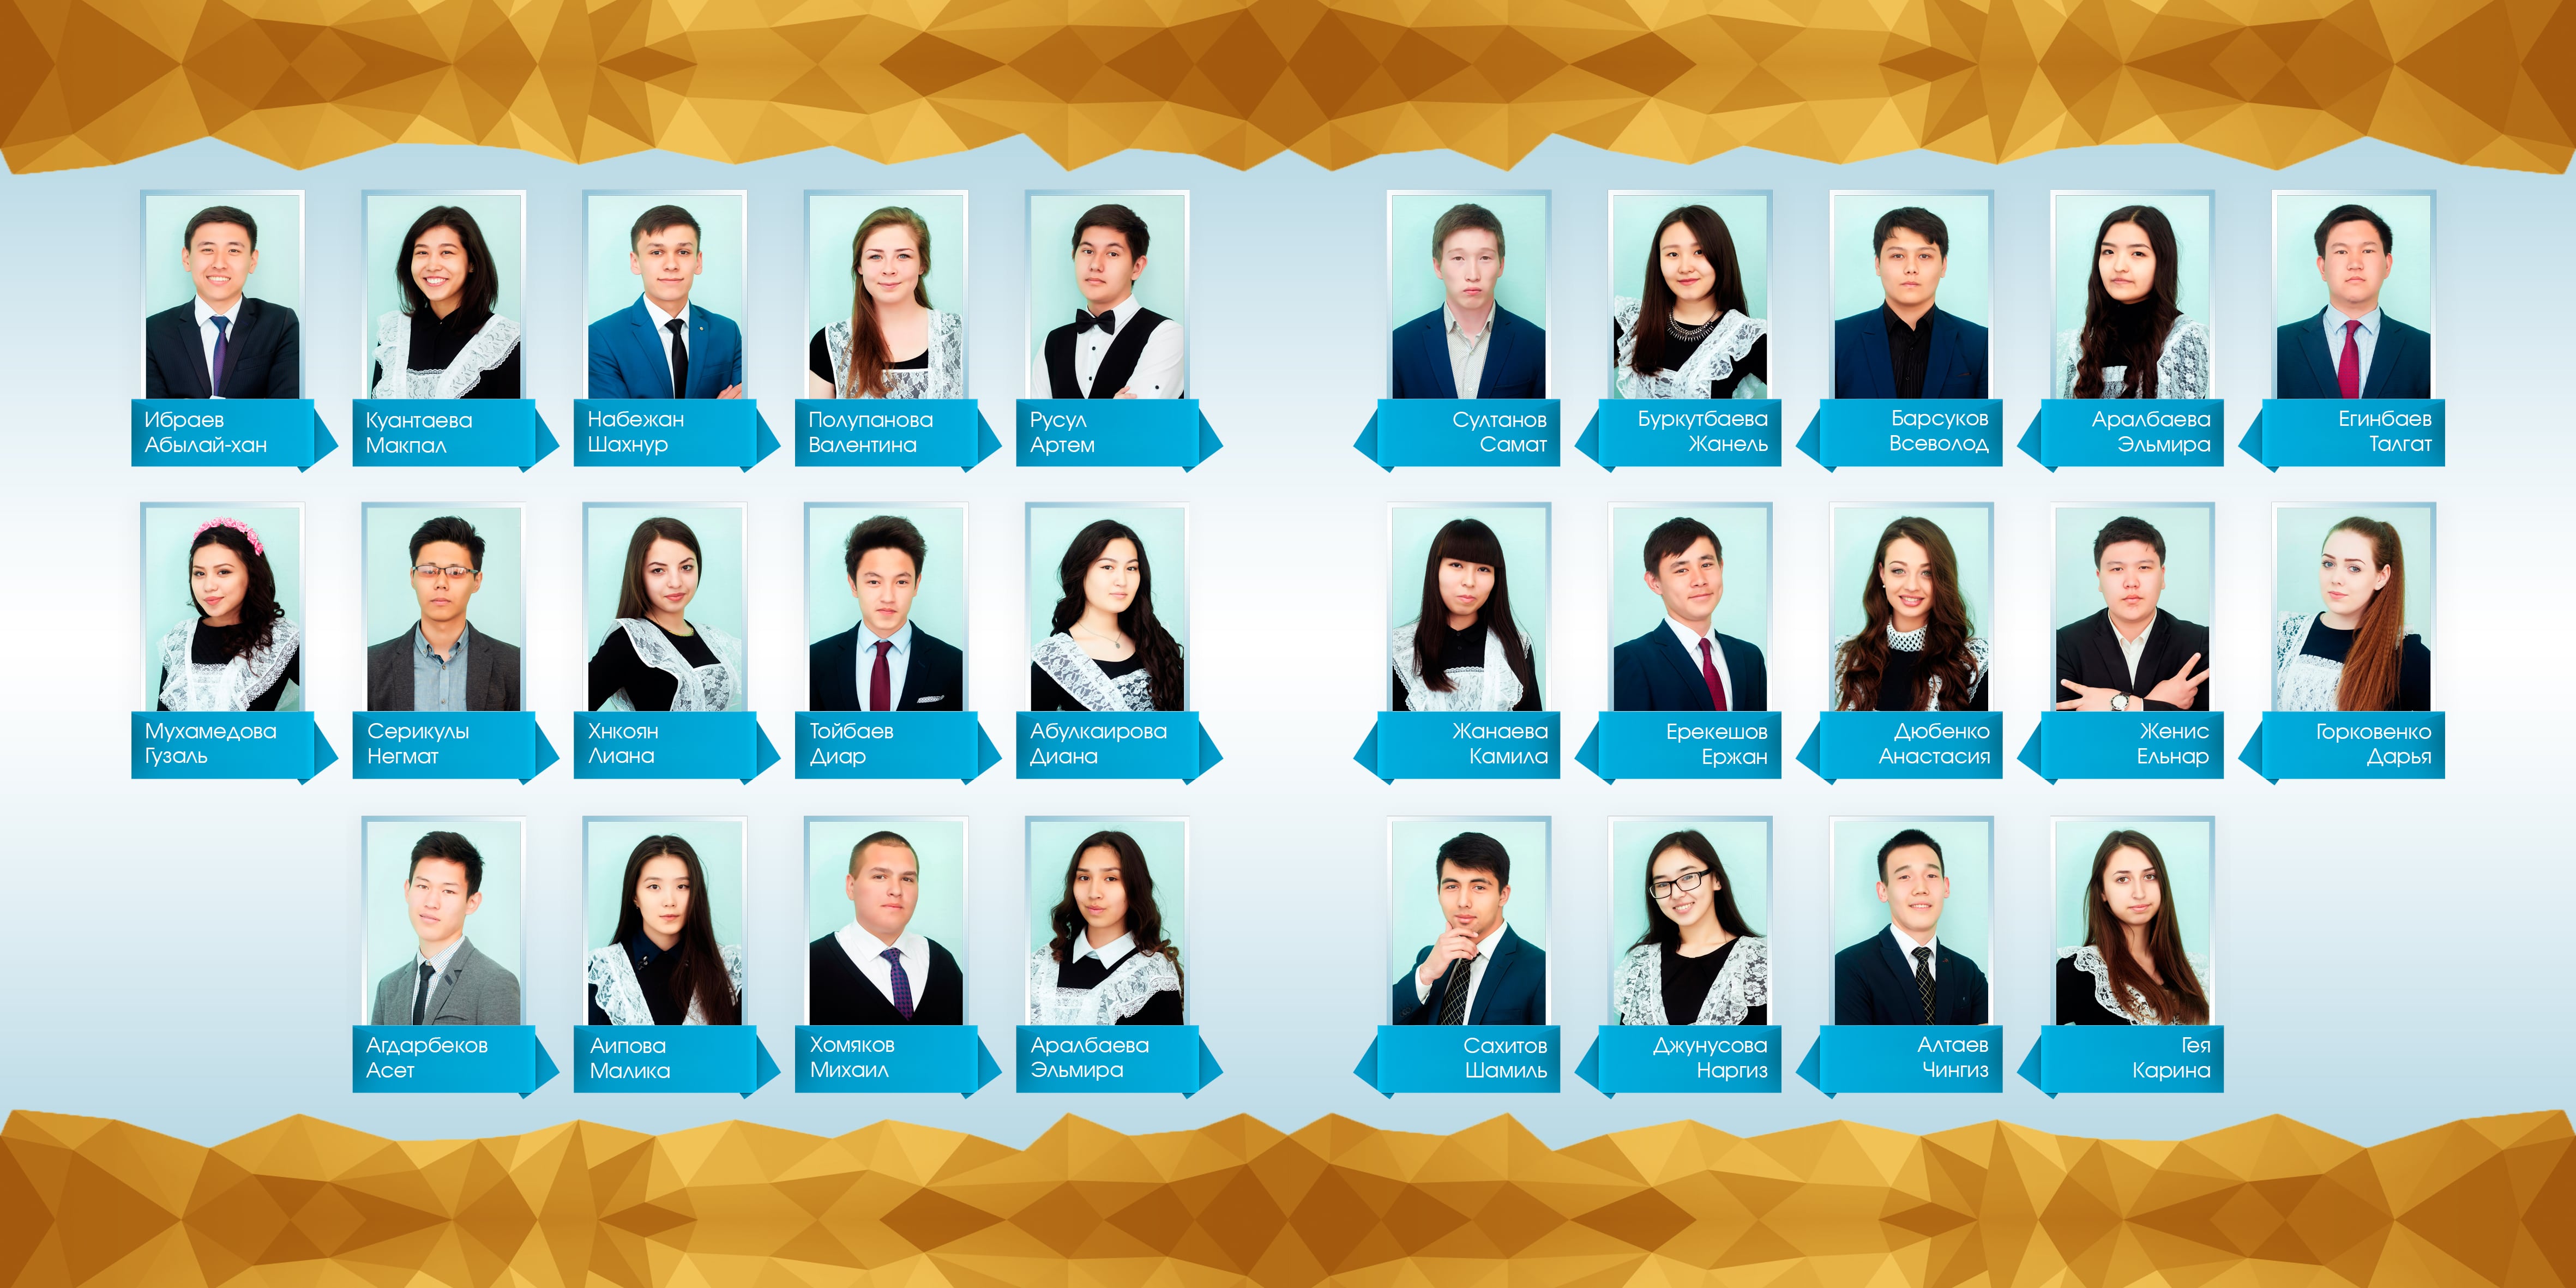 Ибраев
Абылай-хан
Куантаева
Макпал
Набежан
Шахнур
Полупанова
Валентина
Русул
Артем
Султанов
Самат
Буркутбаева
Жанель
Барсуков
Всеволод
Аралбаева
Эльмира
Егинбаев
Талгат
Мухамедова
Гузаль
Серикулы
Негмат
Хнкоян
Лиана
Тойбаев
Диар
Абулкаирова
Диана
Жанаева
Камила
Ерекешов
Ержан
Дюбенко
Анастасия
Женис
Ельнар
Горковенко
Дарья
Агдарбеков
Асет
Аипова
Малика
Хомяков
Михаил
Аралбаева
Эльмира
Сахитов
Шамиль
Джунусова
Наргиз
Алтаев
Чингиз
Гея
Карина